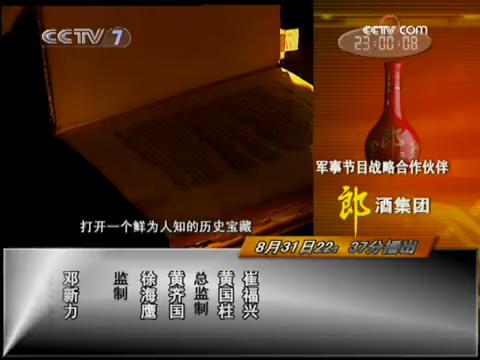 CCTV 7
CCTV.com
23:00:08
郎
军事节目战略合作伙伴
郎酒集团
打开一个鲜为人知的历史宝藏
8月31日22:37分播出
崔福兴
黄国柱
总监制
黄齐国
徐海鹰
监制
邓新力